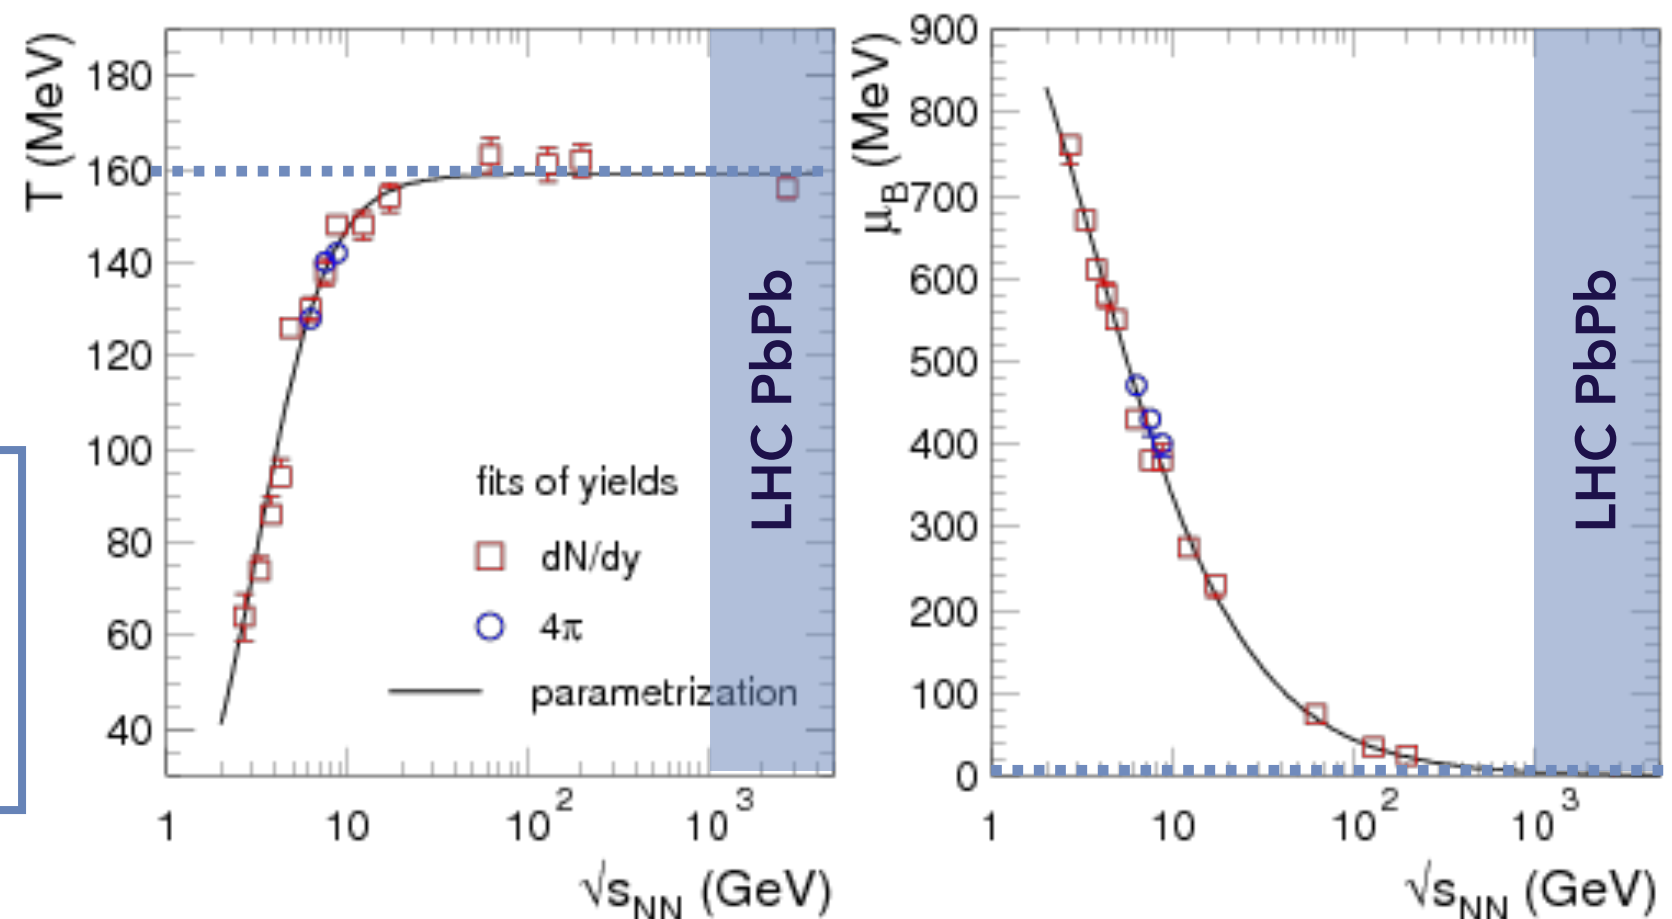 T (MeV)
180
160
140
120
100
80
60
40
fits of yields
dN/dy
4π
parametrization
LHC PbPb
1
10
10²
10³
√sNN (GeV)
μB (MeV)
900
800
700
600
500
400
300
200
100
0
LHC PbPb
1
10
10²
10³
√sNN (GeV)